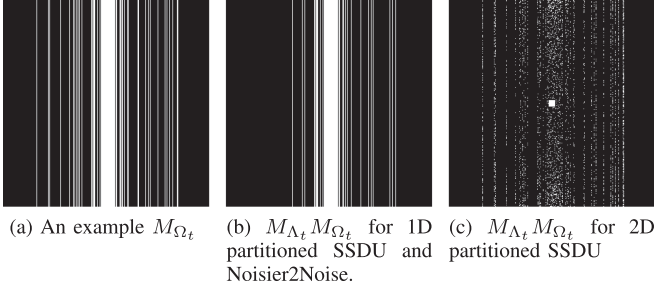 (a) An example $M_{\Omega_t}$
(b) $M_{\Lambda_t} M_{\Omega_t}$ for 1D
partitioned SSDU and
Noisier2Noise.
(c) $M_{\Lambda_t} M_{\Omega_t}$ for 2D
partitioned SSDU